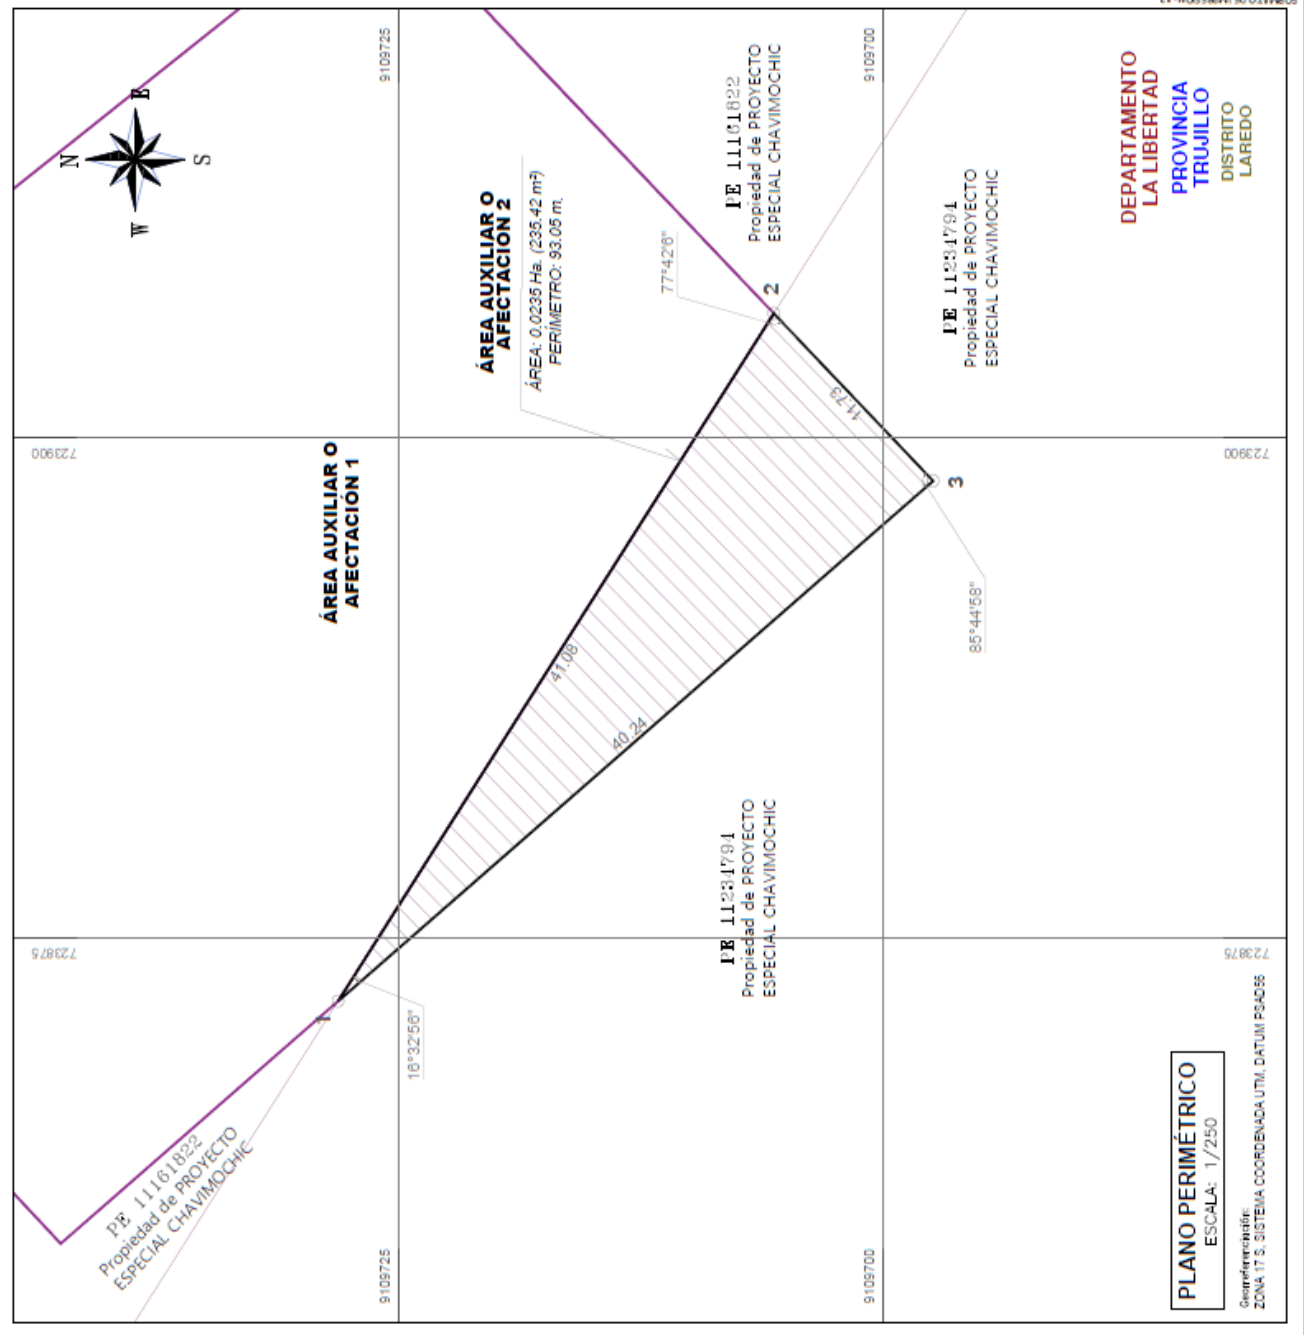 N
E
S
W
9109725
9109700
PE 11161822
Propiedad de PROYECTO
ESPECIAL CHAVIMOCHIC
DEPARTAMENTO
LA LIBERTAD
PROVINCIA
TRUJILLO
DISTRITO
LAREDO
PE 11234794
Propiedad de PROYECTO
ESPECIAL CHAVIMOCHIC
ÁREA AUXILIAR O
AFECTACIÓN 2
ÁREA: 0.0235 Ha. (235.42 m²)
PERÍMETRO: 93.05 m.
77°42'6"
2
11.73
723900
723900
ÁREA AUXILIAR O
AFECTACIÓN 1
3
85°44'58"
41.08
40.24
PE 11234794
Propiedad de PROYECTO
ESPECIAL CHAVIMOCHIC
723875
723875
1
16°32'56"
PE 11161822
Propiedad de PROYECTO
ESPECIAL CHAVIMOCHIC
9109725
9109700
PLANO PERIMÉTRICO
ESCALA: 1/250
Georreferenciación:
ZONA 17 S, SISTEMA COORDENADA UTM, DATUM PSAD56